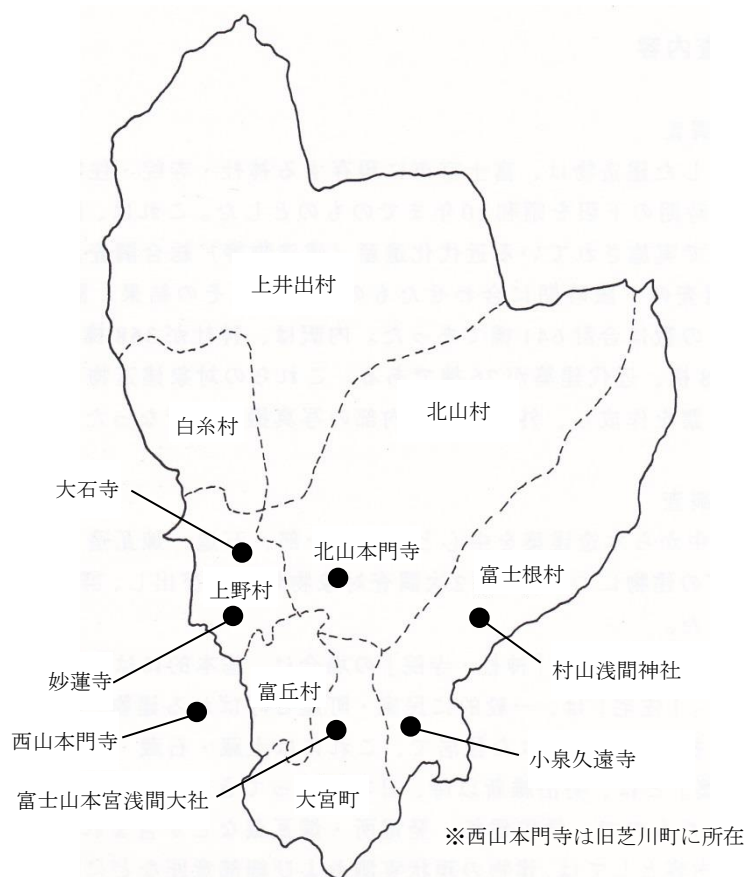 上井出村
北山村
白糸村
大石寺
北山本門寺
富士根村
上野村
妙蓮寺
村山浅間神社
富丘村
西山本門寺
小泉久遠寺
富士山本宮浅間大社
大宮町
※西山本門寺は旧芝川町に所在